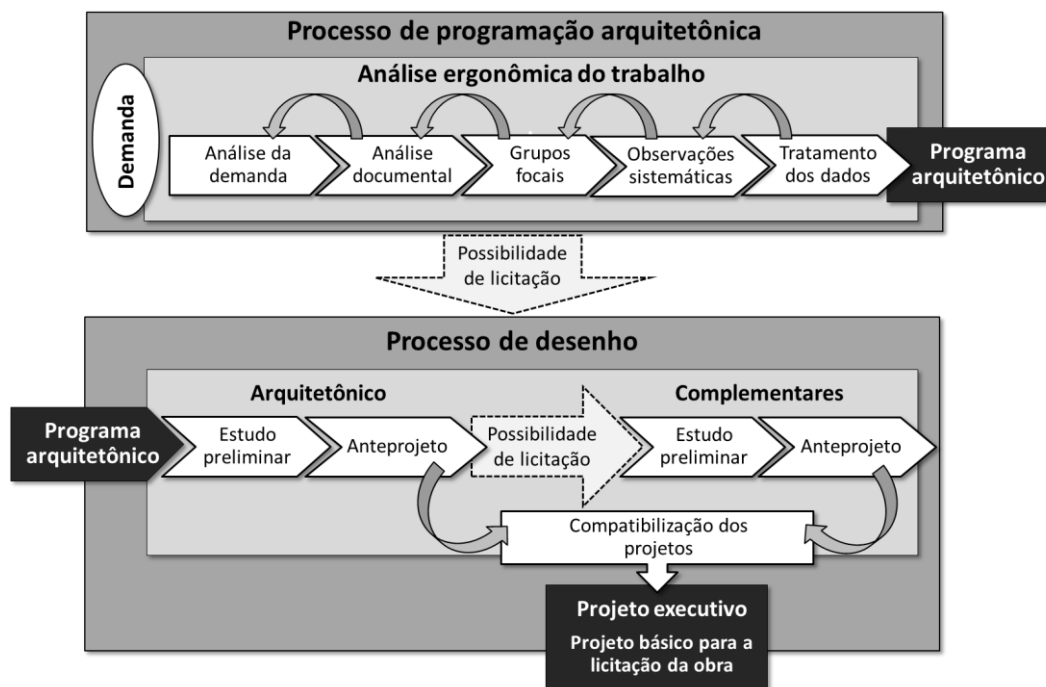 Processo de programação arquitetônica
Análise ergonômica do trabalho
Demanda
Análise da
demanda
Análise
documental
Grupos
focais
Observações
sistemáticas
Tratamento
dos dados
Programa
arquitetônico
Possibilidade
de licitação
Processo de desenho
Arquitetônico
Complementares
Programa
arquitetônico
Estudo
preliminar
Anteprojeto
Possibilidade
de licitação
Estudo
preliminar
Anteprojeto
Compatibilização dos
projetos
Projeto executivo
Projeto básico para a
licitação da obra